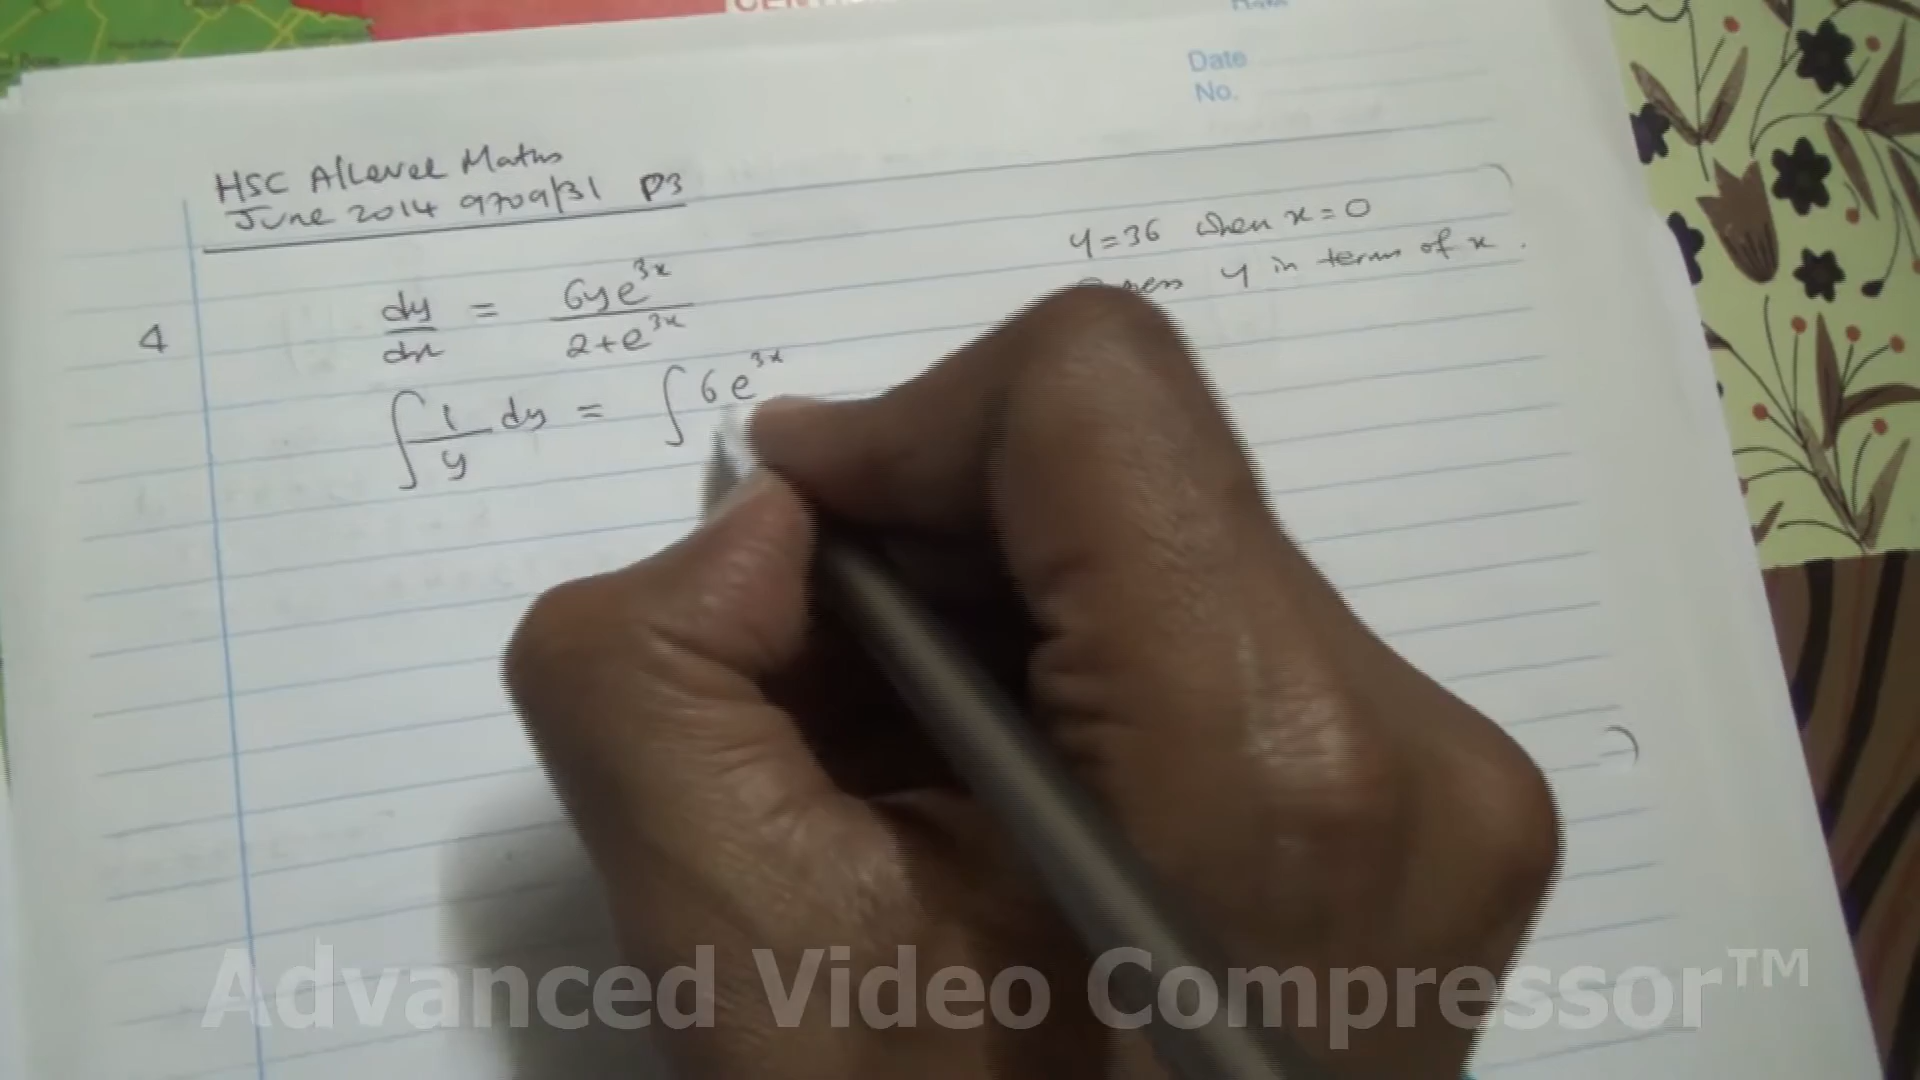 Date
No.
HSC A/Level Maths
June 2014 9709/31 P3
y=36 when x=0
y in terms of x.
4
dy/dx = 6ye^3x / 2+e^3x
∫ 1/y dy = ∫ 6e^3x
Advanced Video Compressor™